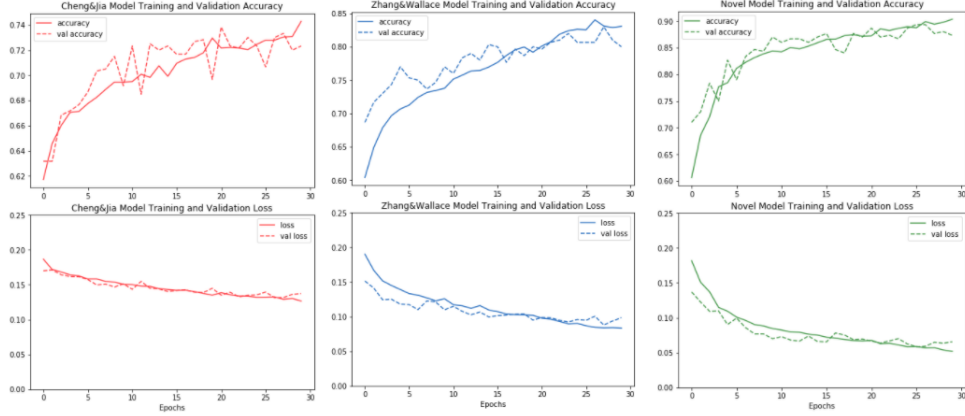 Cheng&Jia Model Training and Validation Accuracy
accuracy
val accuracy
0.74
0.72
0.70
0.68
0.66
0.64
0.62
0 5 10 15 20 25 30
Zhang&Wallace Model Training and Validation Accuracy
accuracy
val accuracy
0.85
0.80
0.75
0.70
0.65
0.60
0 5 10 15 20 25 30
Novel Model Training and Validation Accuracy
accuracy
val accuracy
0.90
0.85
0.80
0.75
0.70
0.65
0.60
0 5 10 15 20 25 30
Cheng&Jia Model Training and Validation Loss
loss
val loss
0.25
0.20
0.15
0.10
0.05
0.00
0 5 10 15 20 25 30
Epochs
Zhang&Wallace Model Training and Validation Loss
loss
val loss
0.25
0.20
0.15
0.10
0.05
0.00
0 5 10 15 20 25 30
Epochs
Novel Model Training and Validation Loss
loss
val loss
0.25
0.20
0.15
0.10
0.05
0.00
0 5 10 15 20 25 30
Epochs